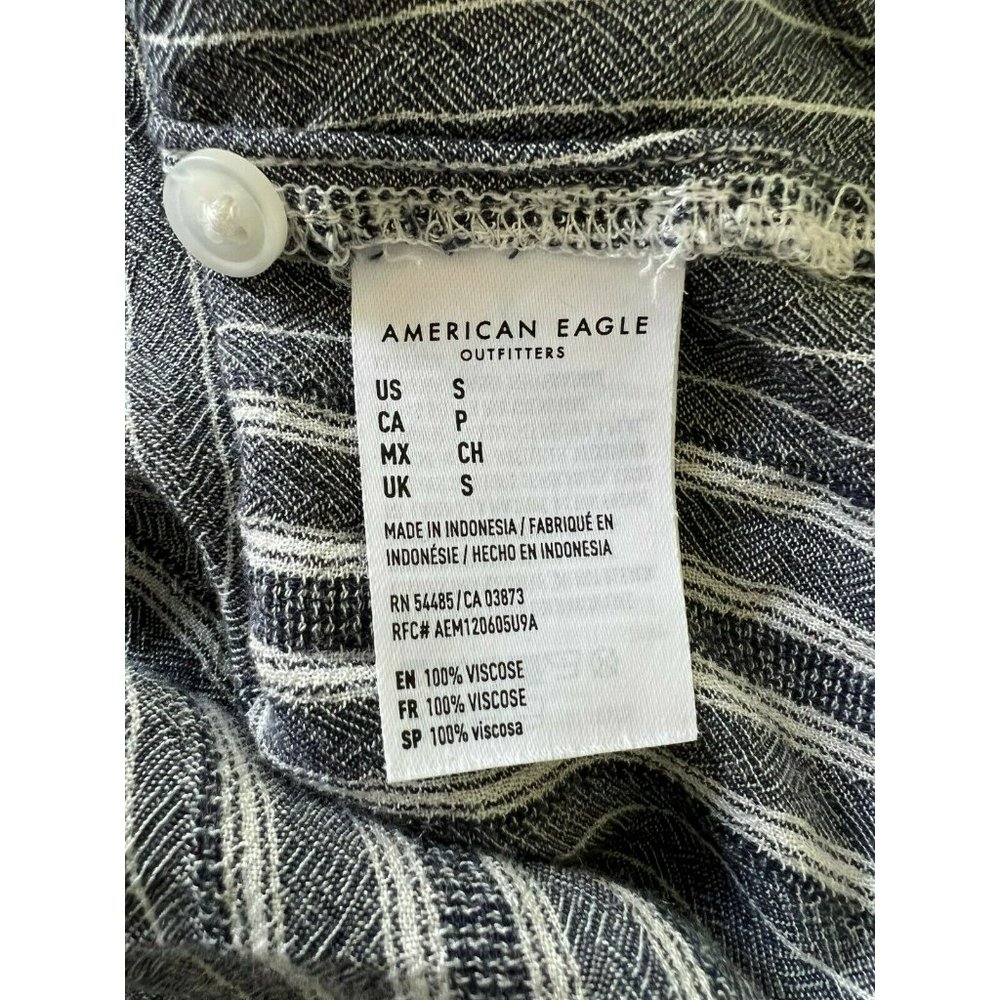 AMERICAN EAGLE
OUTFITTERS
US S
CA P
MX CH
UK S
MADE IN INDONESIA / FABRIQUÉ EN
INDONÉSIE / HECHO EN INDONESIA
RN 54485 / CA 03873
RFC# AEM120605U9A
EN 100% VISCOSE
FR 100% VISCOSE
SP 100% viscosa